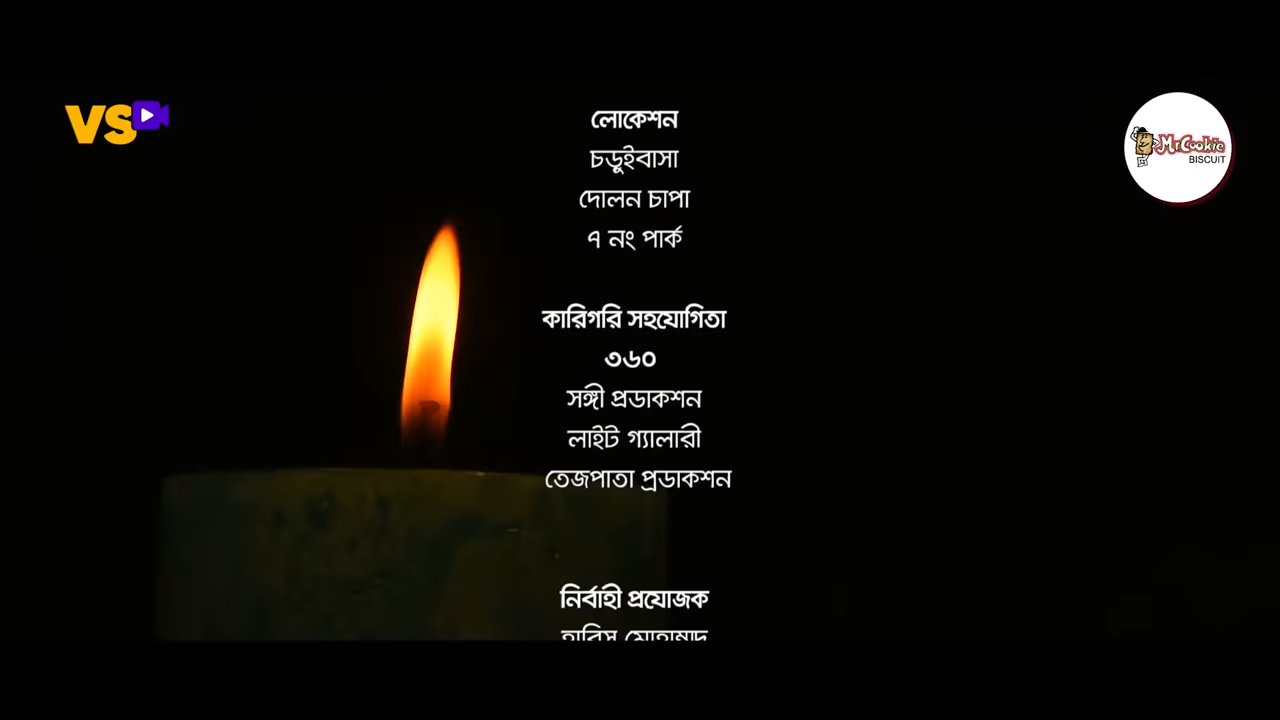 VS
Mr.Cookie
BISCUIT
লোকেশন
চড়ুইবাসা
দোলন চাপা
৭ নং পার্ক
কারিগরি সহযোগিতা
৩৬০
সঙ্গী প্রডাকশন
লাইট গ্যালারী
তেজপাতা প্রডাকশন
নির্বাহী প্রযোজক